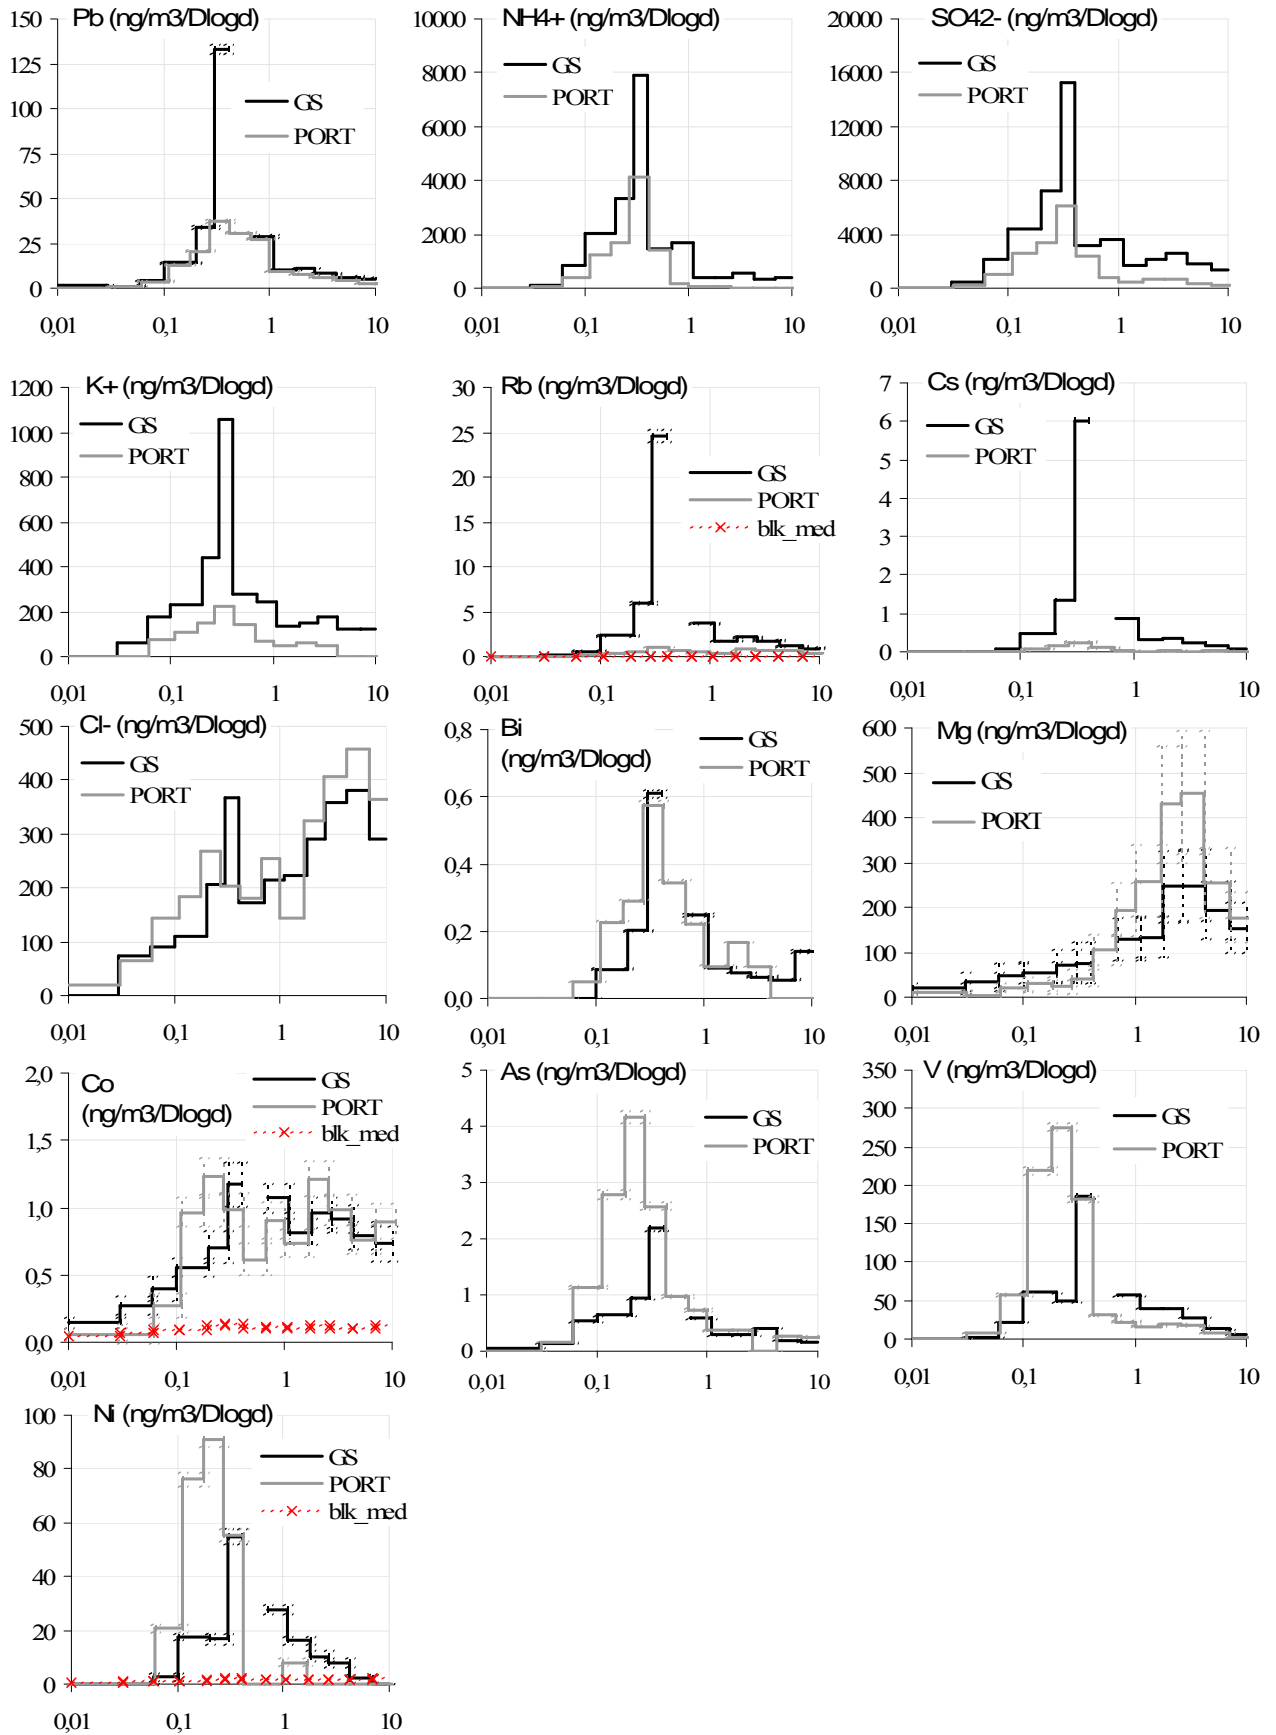 Pb (ng/m3/Dlogd)
150
125
100
75
50
25
0
GS
PORT
0,01 0,1 1 10
NH4+ (ng/m3/Dlogd)
10000
8000
6000
4000
2000
0
GS
PORT
0,01 0,1 1 10
SO42- (ng/m3/Dlogd)
20000
16000
12000
8000
4000
0
GS
PORT
0,01 0,1 1 10
K+ (ng/m3/Dlogd)
1200
1000
800
600
400
200
0
GS
PORT
0,01 0,1 1 10
Rb (ng/m3/Dlogd)
30
25
20
15
10
5
0
GS
PORT
blk_med
0,01 0,1 1 10
Cs (ng/m3/Dlogd)
7
6
5
4
3
2
1
0
GS
PORT
0,01 0,1 1 10
Cl- (ng/m3/Dlogd)
500
400
300
200
100
0
GS
PORT
0,01 0,1 1 10
Bi
(ng/m3/Dlogd)
0,8
0,6
0,4
0,2
0,0
GS
PORT
0,01 0,1 1 10
Mg (ng/m3/Dlogd)
600
500
400
300
200
100
0
GS
PORT
0,01 0,1 1 10
Co
(ng/m3/Dlogd)
2,0
1,5
1,0
0,5
0,0
GS
PORT
blk_med
0,01 0,1 1 10
As (ng/m3/Dlogd)
5
4
3
2
1
0
GS
PORT
0,01 0,1 1 10
V (ng/m3/Dlogd)
350
300
250
200
150
100
50
0
GS
PORT
0,01 0,1 1 10
Ni (ng/m3/Dlogd)
100
80
60
40
20
0
GS
PORT
blk_med
0,01 0,1 1 10